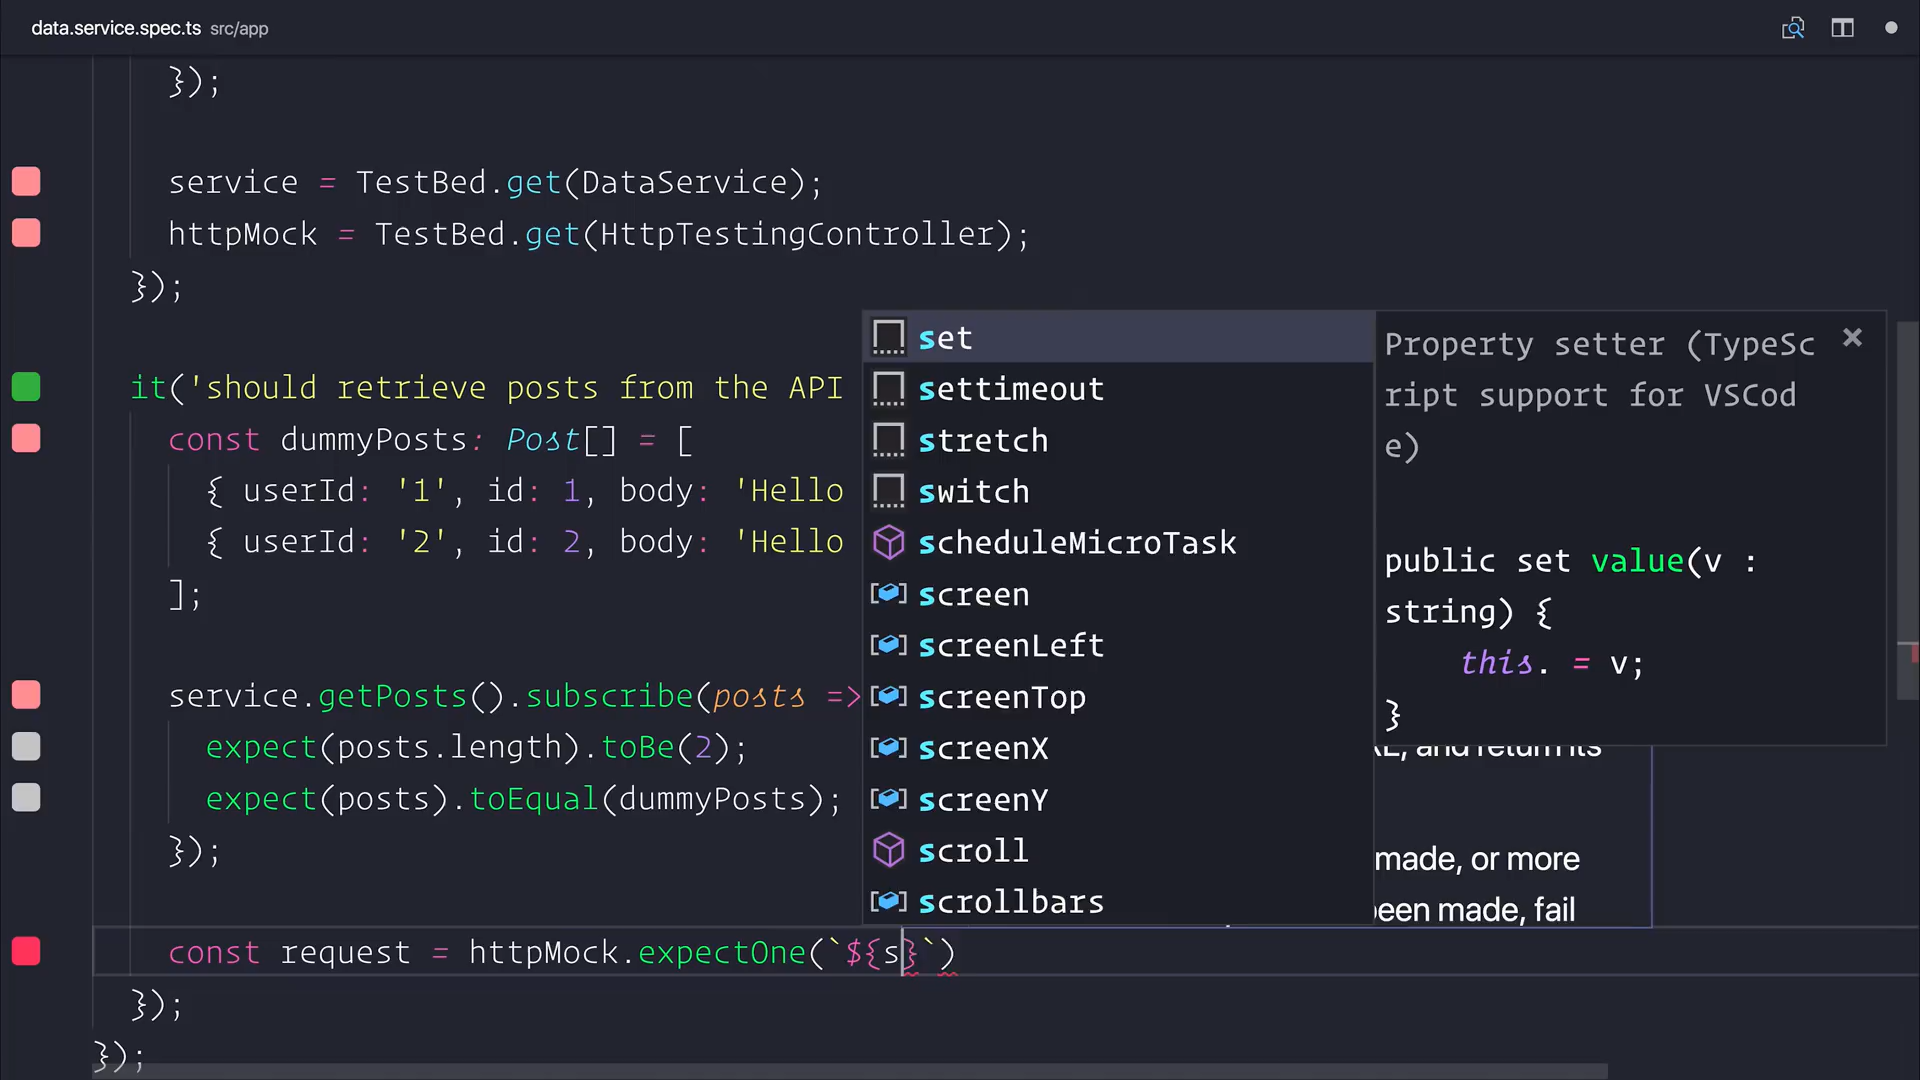 data.service.spec.ts src/app
});
service = TestBed.get(DataService);
httpMock = TestBed.get(HttpTestingController);
});
it('should retrieve posts from the API
const dummyPosts: Post[] = [
{ userId: '1', id: 1, body: 'Hello
{ userId: '2', id: 2, body: 'Hello
];
service.getPosts().subscribe(posts =>
expect(posts.length).toBe(2);
expect(posts).toEqual(dummyPosts);
});
const request = httpMock.expectOne(`${s}`)
});
});
set
settimeout
stretch
switch
scheduleMicroTask
screen
screenLeft
screenTop
screenX
screenY
scroll
scrollbars
Property setter (TypeSc
ript support for VSCod
e)
public set value(v :
string) {
this. = v;
}
and return its
made, or more
been made, fail